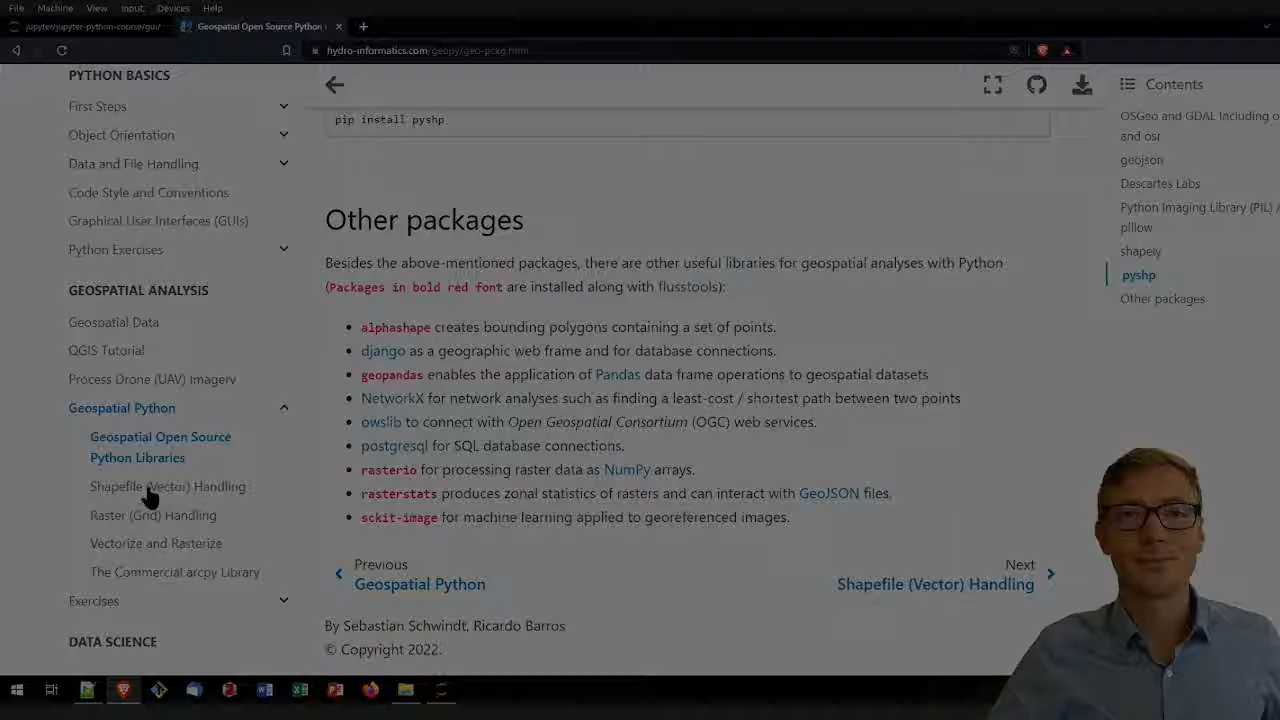 File Machine View Input Devices Help
jupyter/jupyter-python-course/gui/
Geospatial Open Source Python
hydro-informatics.com/geopy/geo-pckg.html
PYTHON BASICS
First Steps
Object Orientation
Data and File Handling
Code Style and Conventions
Graphical User Interfaces (GUIs)
Python Exercises
GEOSPATIAL ANALYSIS
Geospatial Data
QGIS Tutorial
Process Drone (UAV) Imagery
Geospatial Python
Geospatial Open Source
Python Libraries
Shapefile (Vector) Handling
Raster (Grid) Handling
Vectorize and Rasterize
The Commercial arcpy Library
Exercises
DATA SCIENCE
pip install pyshp
Other packages
Besides the above-mentioned packages, there are other useful libraries for geospatial analyses with Python
(Packages in bold red font are installed along with flusstools):
• alphashape creates bounding polygons containing a set of points.
• django as a geographic web frame and for database connections.
• geopandas enables the application of Pandas data frame operations to geospatial datasets
• NetworkX for network analyses such as finding a least-cost / shortest path between two points
• owslib to connect with Open Geospatial Consortium (OGC) web services.
• postgresql for SQL database connections.
• rasterio for processing raster data as NumPy arrays.
• rasterstats produces zonal statistics of rasters and can interact with GeoJSON files.
• sckit-image for machine learning applied to georeferenced images.
Previous
Geospatial Python
Next
Shapefile (Vector) Handling
By Sebastian Schwindt, Ricardo Barros
© Copyright 2022.
Contents
OSGeo and GDAL Including o
and osr
geojson
Descartes Labs
Python Imaging Library (PIL) /
pillow
shapely
pyshp
Other packages